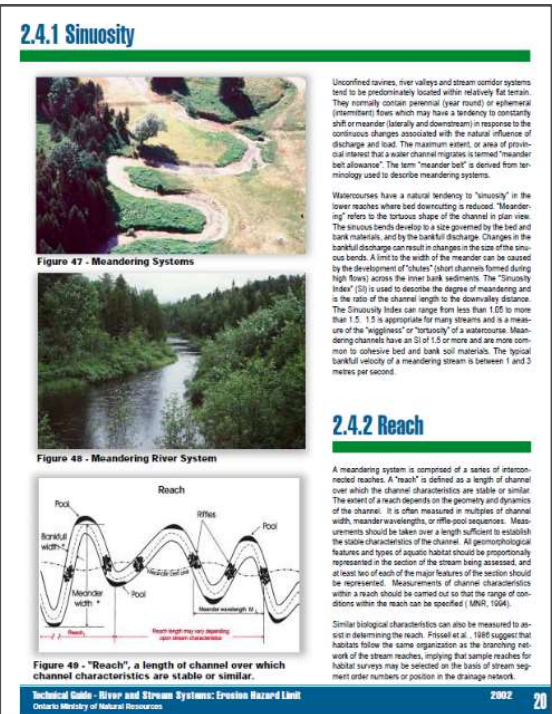 2.4.1 Sinuosity
Figure 47 - Meandering Systems
Figure 48 - Meandering River System
Reach
Pool
Riffles
Pool
Bankfull
width
Meander
width
Pool
Meander wavelength
Reach
Reach length may vary depending
upon stream characteristics
Figure 49 - "Reach", a length of channel over which
channel characteristics are stable or similar.
Unconfined ravines, river valleys and stream corridor systems
tend to be predominately located within relatively flat terrain.
They normally contain perennial (year round) or ephemeral
(intermittent) flows which may have a tendency to constantly
shift or meander (laterally and downstream) in response to the
continuous changes associated with the natural influence of
discharge and load. The maximum extent, or area of provin-
cial interest that a water channel migrates is termed "meander
belt allowance". The term "meander belt" is derived from ter-
minology used to describe meandering systems.
Watercourses have a natural tendency to "sinuosity" in the
lower reaches where bed downcutting is reduced. "Meander-
ing" refers to the tortuous shape of the channel in plan view.
The sinuous bends develop to a size governed by the bed and
bank materials, and by the bankfull discharge. Changes in the
bankfull discharge can result in changes in the size of the sinu-
ous bends. A limit to the width of the meander can be caused
by the development of "chutes" (short channels formed during
high flows) across the inner bank sediments. The "Sinuosity
Index" (SI) is used to describe the degree of meandering and
is the ratio of the channel length to the downvalley distance.
The Sinuousity Index can range from less than 1.05 to more
than 1.5. 1.5 is appropriate for many streams and is a meas-
ure of the "wiggliness" or "tortuosity" of a watercourse. Mean-
dering channels have an SI of 1.5 or more and are more com-
mon to cohesive bed and bank soil materials. The typical
bankfull velocity of a meandering stream is between 1 and 3
metres per second.
2.4.2 Reach
A meandering system is comprised of a series of intercon-
nected reaches. A "reach" is defined as a length of channel
over which the channel characteristics are stable or similar.
The extent of a reach depends on the geometry and dynamics
of the channel. It is often measured in multiples of channel
width, meander wavelengths, or riffle-pool sequences. Meas-
urements should be taken over a length sufficient to establish
the stable characteristics of the channel. All geomorphological
features and types of aquatic habitat should be proportionally
represented in the section of the stream being assessed, and
at least two of each of the major features of the section should
be represented. Measurements of channel characteristics
within a reach should be carried out so that the range of con-
ditions within the reach can be specified ( MNR, 1994).
Similar biological characteristics can also be measured to as-
sist in determining the reach. Frissell et al. , 1986 suggest that
habitats follow the same organization as the branching net-
work of the stream reaches, implying that sample reaches for
habitat surveys may be selected on the basis of stream seg-
ment order numbers or position in the drainage network.
Technical Guide - River and Stream Systems: Erosion Hazard Limit
Ontario Ministry of Natural Resources
2002
20